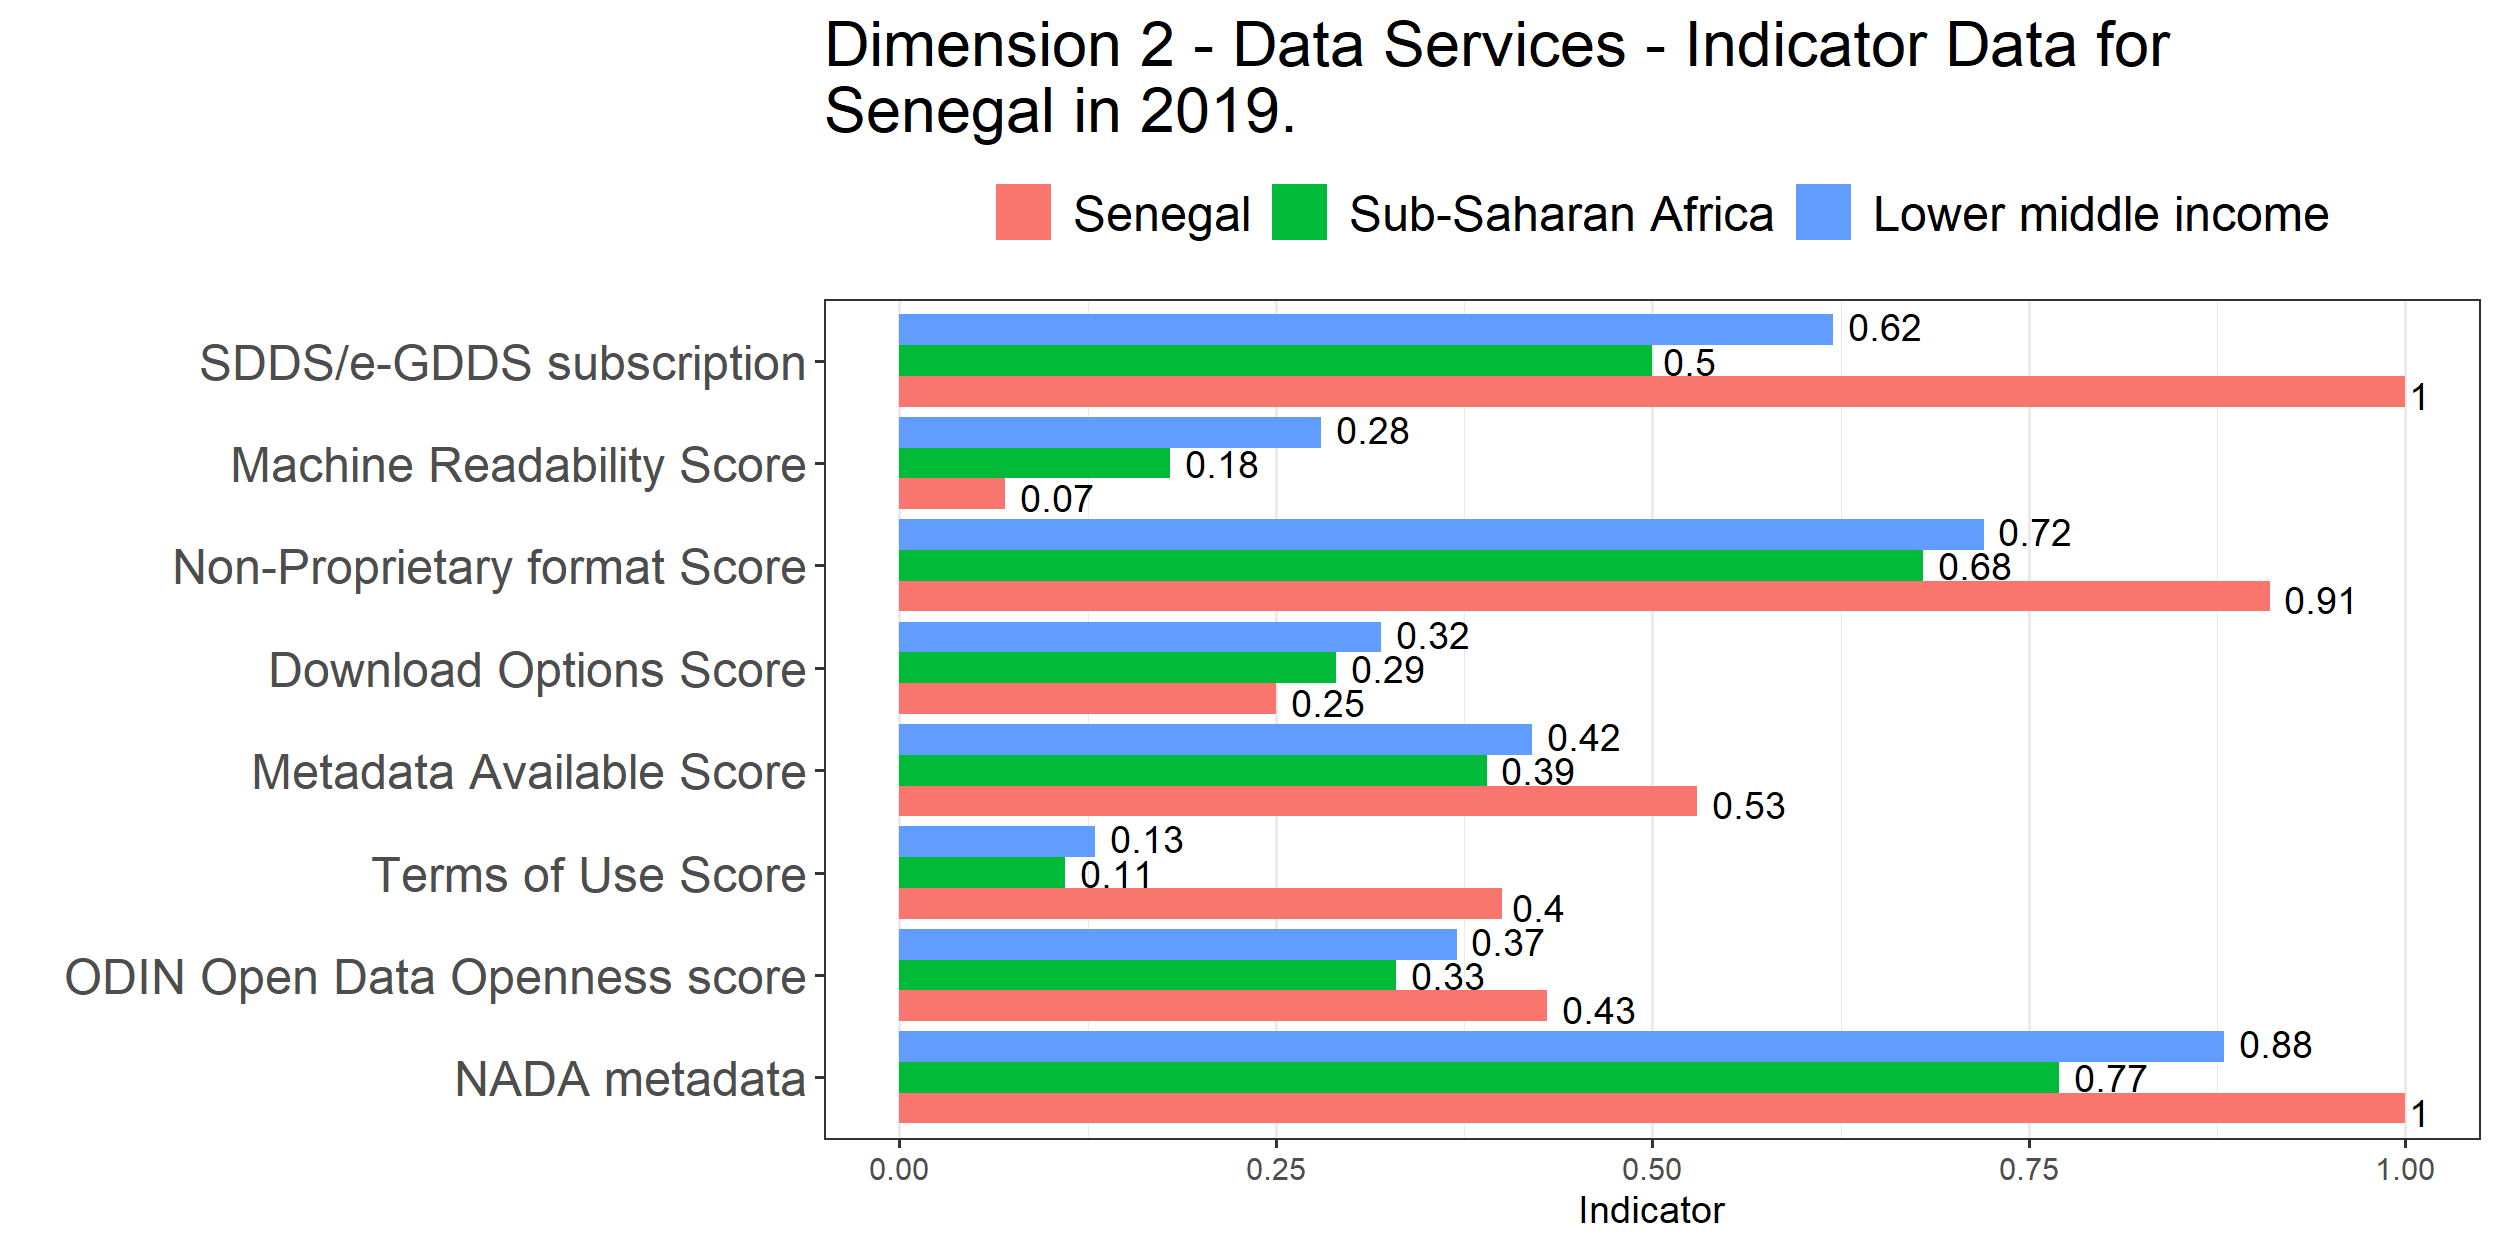 Dimension 2 - Data Services - Indicator Data for
Senegal in 2019.
Senegal Sub-Saharan Africa Lower middle income
SDDS/e-GDDS subscription
0.62
0.5
1
Machine Readability Score
0.28
0.18
0.07
Non-Proprietary format Score
0.72
0.68
0.91
Download Options Score
0.32
0.29
0.25
Metadata Available Score
0.42
0.39
0.53
Terms of Use Score
0.13
0.11
0.4
ODIN Open Data Openness score
0.37
0.33
0.43
NADA metadata
0.88
0.77
1
0.00 0.25 0.50 0.75 1.00
Indicator